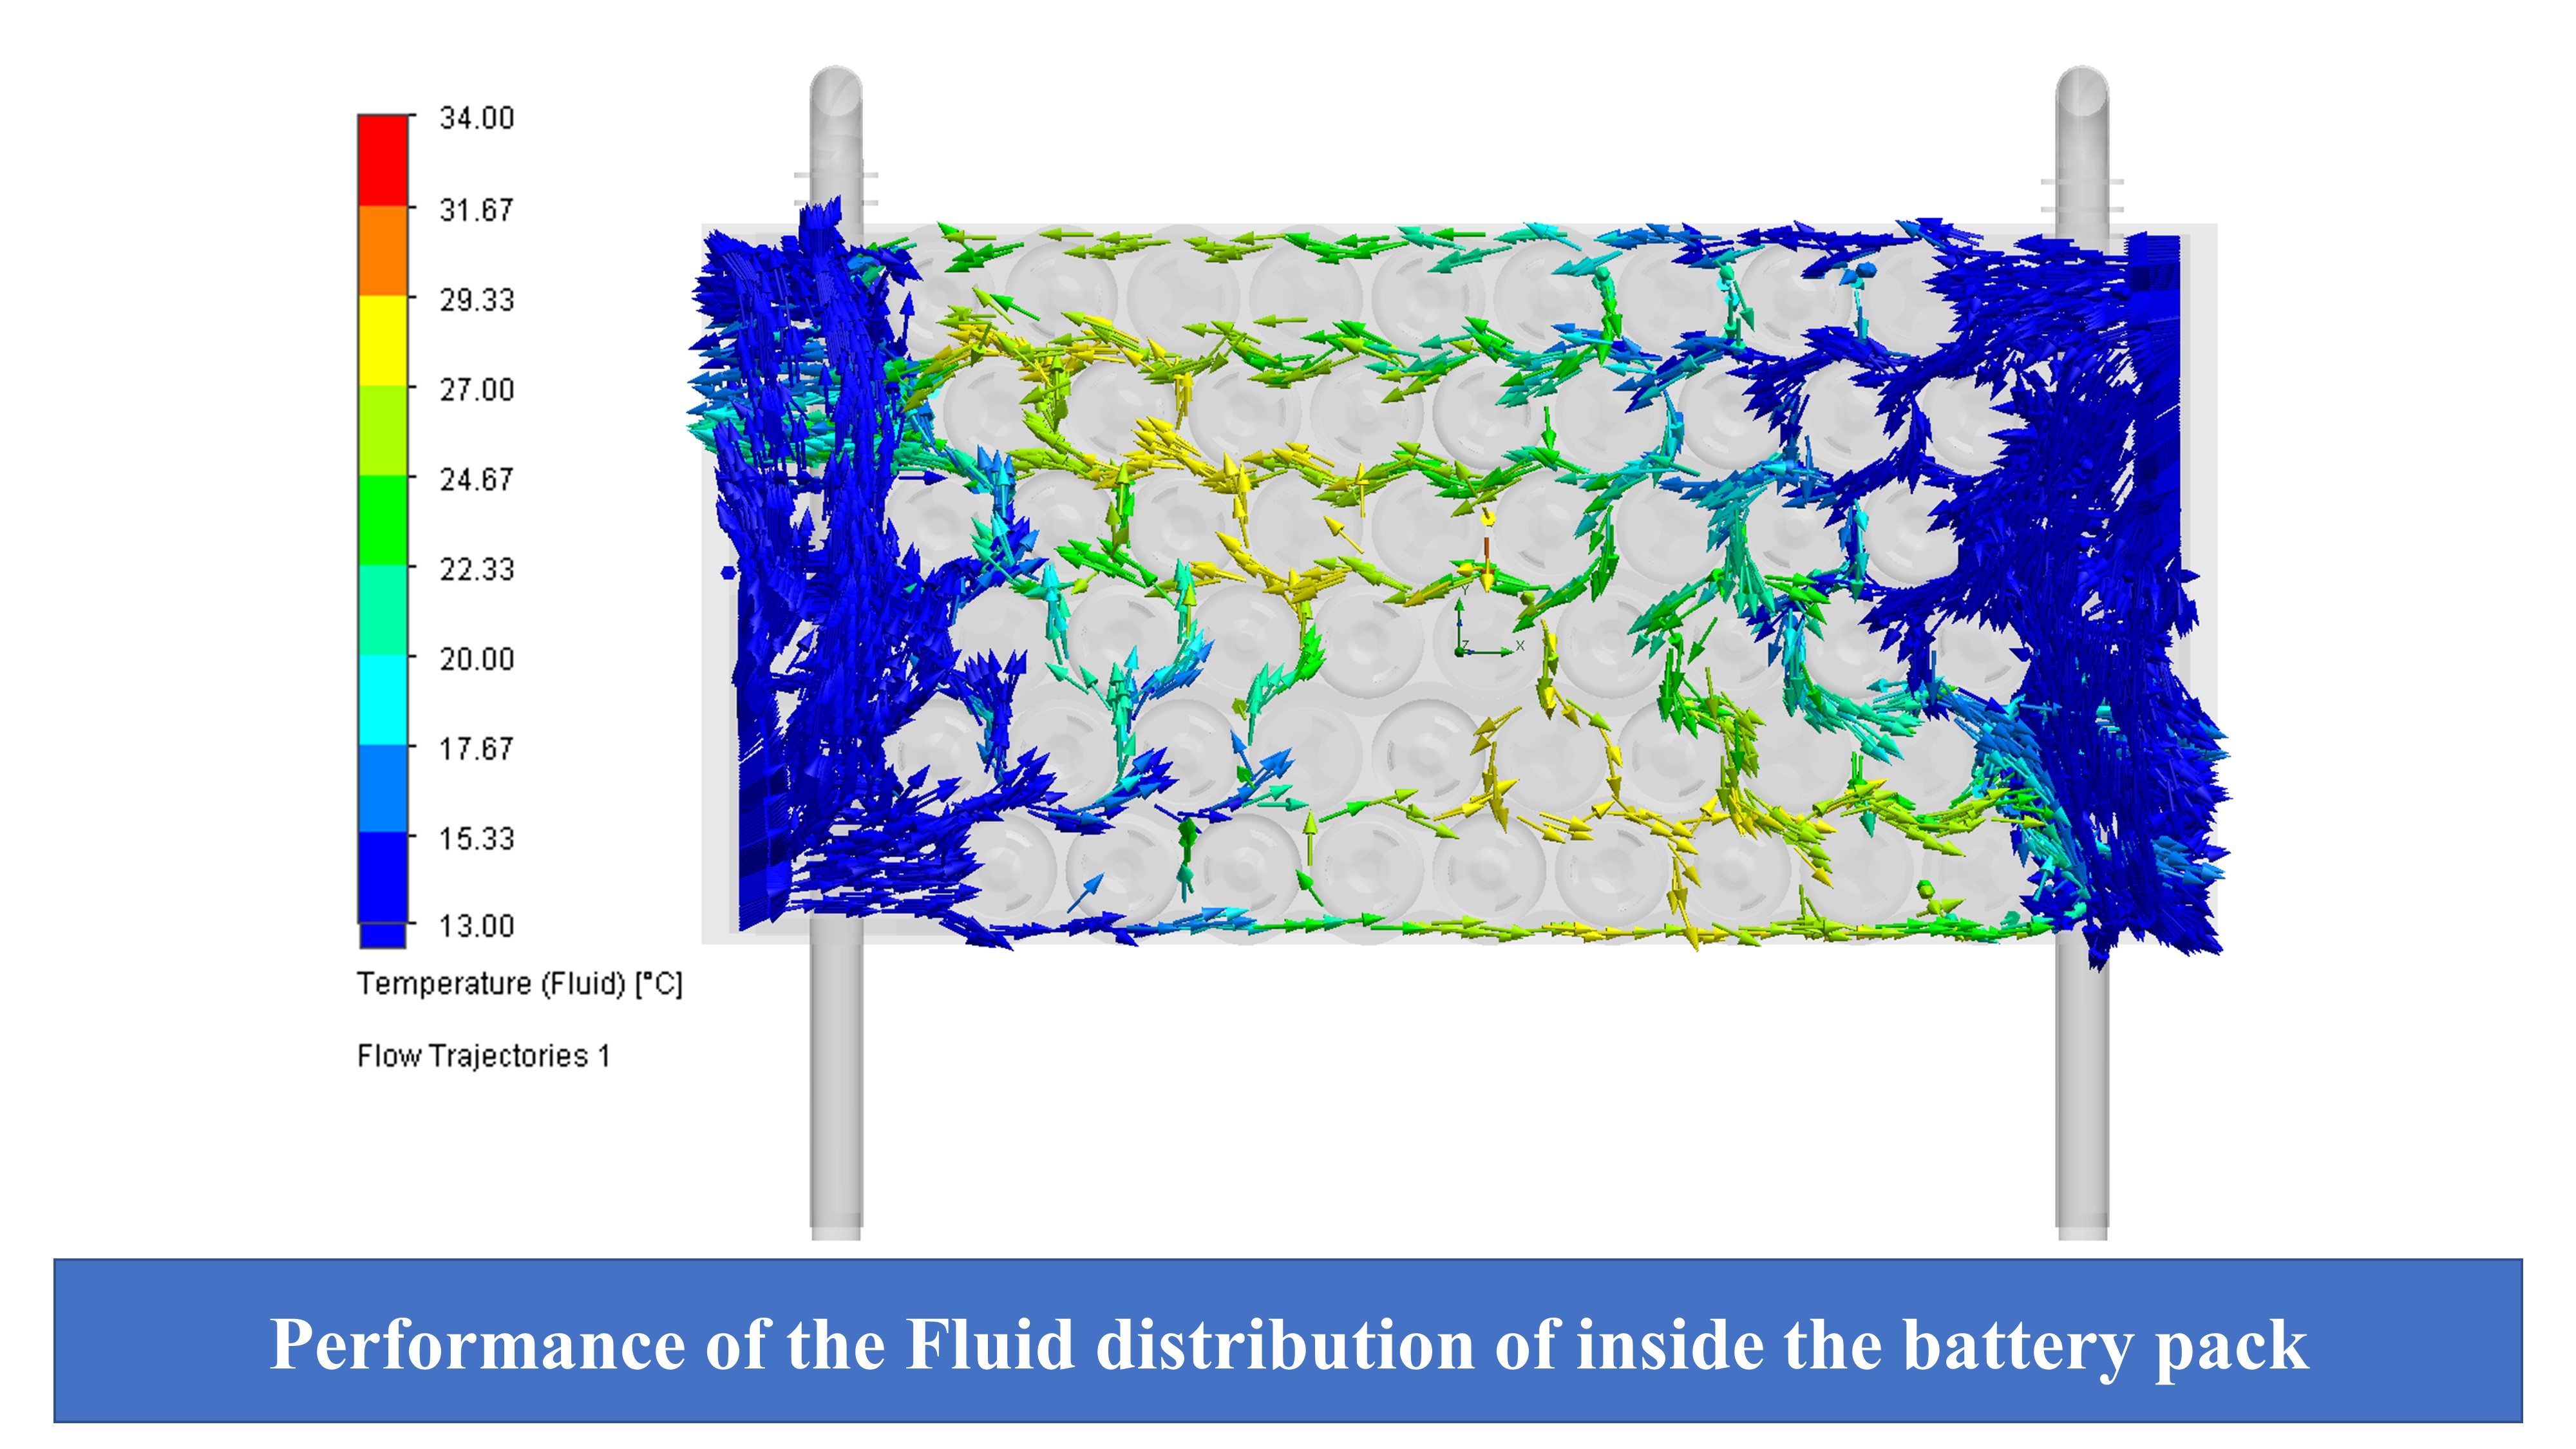 34.00
31.67
29.33
27.00
24.67
22.33
20.00
17.67
15.33
13.00
Temperature (Fluid) [°C]
Flow Trajectories 1
Y
Z
X
Performance of the Fluid distribution of inside the battery pack